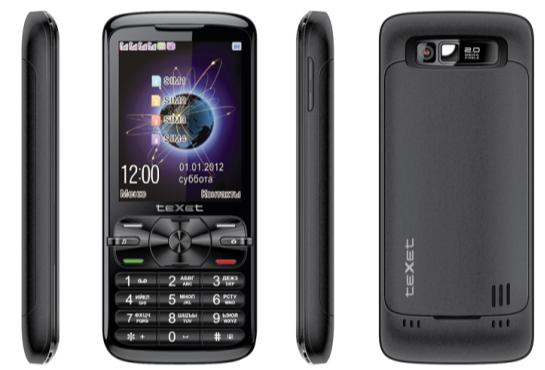 SIM1
SIM2
SIM3
SIM4
12:00
01.01.2012
суббота
Меню
Контакты
teXet
1
2 АБВГ ABC
3 ДЕЖЗ DEF
4 ИЙКЛ GHI
5 МНОП JKL
6 РСТУ MNO
7 ФХЦЧ PQRS
8 ШЩЪЫ TUV
9 ЬЭЮЯ WXYZ
* +
0
#
2.0
teXet